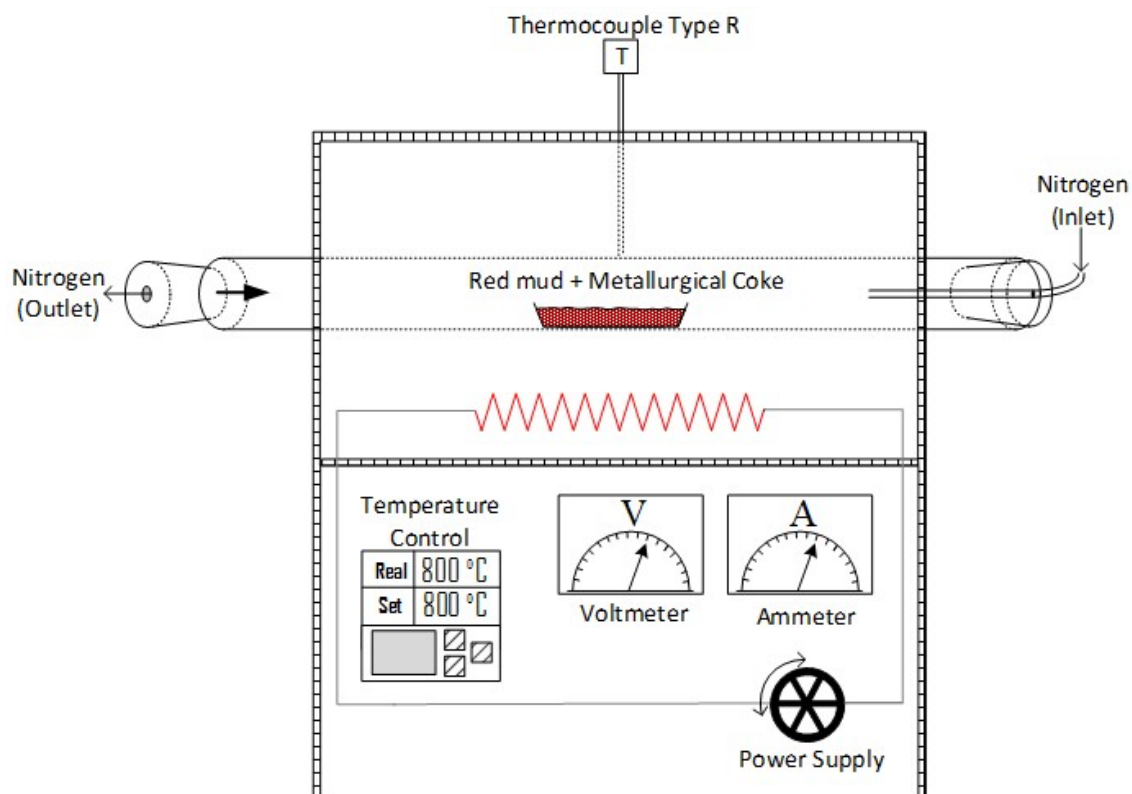 Thermocouple Type R
T
Nitrogen
(Inlet)
Nitrogen
(Outlet)
Red mud + Metallurgical Coke
Temperature
Control
Real 800 °C
Set 800 °C
V
A
Voltmeter
Ammeter
Power Supply